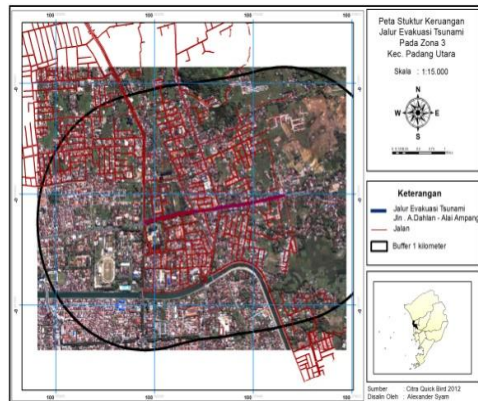 Peta Stuktur Keruangan
Jalur Evakuasi Tsunami
Pada Zona 3
Kec. Padang Utara
Skala : 1:15.000
N
W E
S
Keterangan
Jalur Evakuasi Tsunami
Jln . A.Dahlan - Alai Ampang
Jalan
Buffer 1 kilometer
Sumber : Citra Quick Bird 2012
Disalin Oleh : Alexander Syam